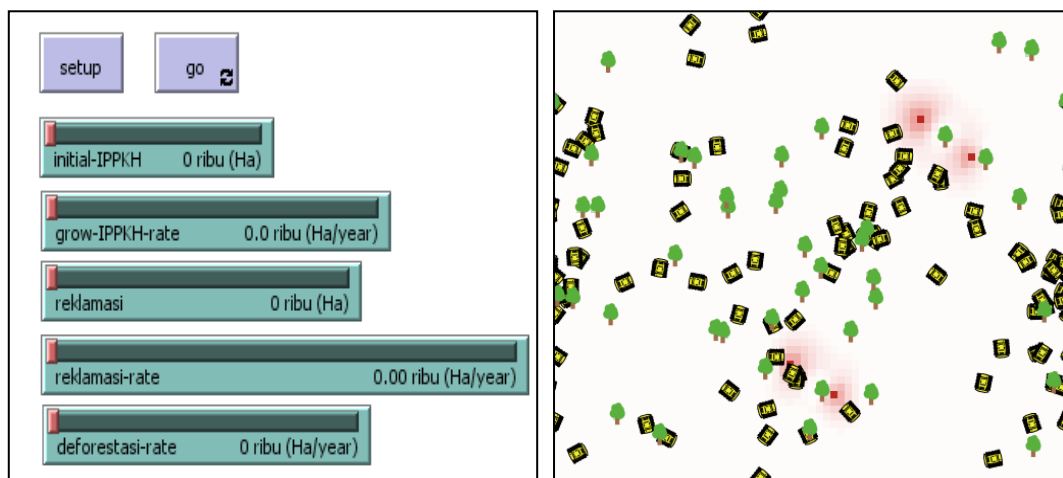 setup
go
initial-IPPKH 0 ribu (Ha)
grow-IPPKH-rate 0.0 ribu (Ha/year)
reklamasi 0 ribu (Ha)
reklamasi-rate 0.00 ribu (Ha/year)
deforestasi-rate 0 ribu (Ha/year)